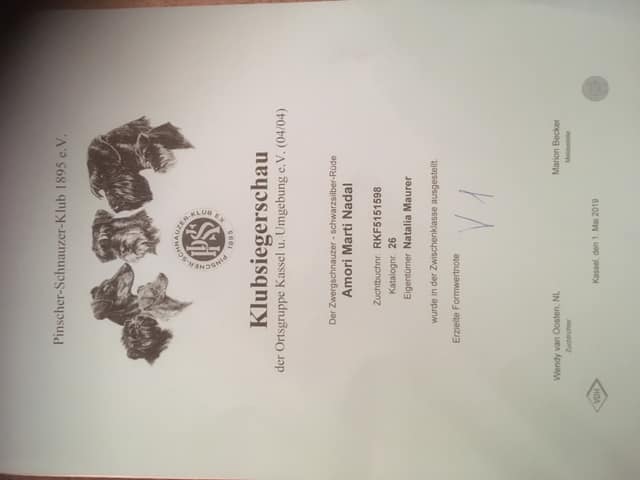 Pinscher-Schnauzer-Klub 1895 e.V.
PINSCHER-SCHNAUZER-KLUB E.V. 1895
PSK
Klubsiegerschau
der Ortsgruppe Kassel u. Umgebung e.V. (04/04)
Der Zwergschnauzer - schwarzsilber-Rüde
Amori Marti Nadal
Zuchtbuchnr. RKF5151598
Katalognr. 26
Eigentümer Natalia Maurer
wurde in der Zwischenklasse ausgestellt
Erzielte Formwertnote
V 1
Wendy van Oosten, NL
Zuchtrichter
Marion Becker
Meldestelle
VDH
Kassel, den 1. Mai 2019